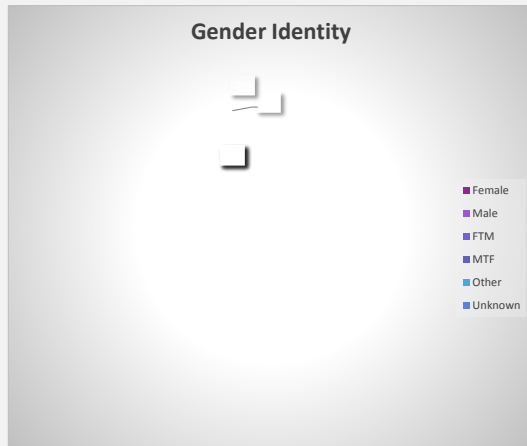 Gender Identity
Female
Male
FTM
MTF
Other
Unknown